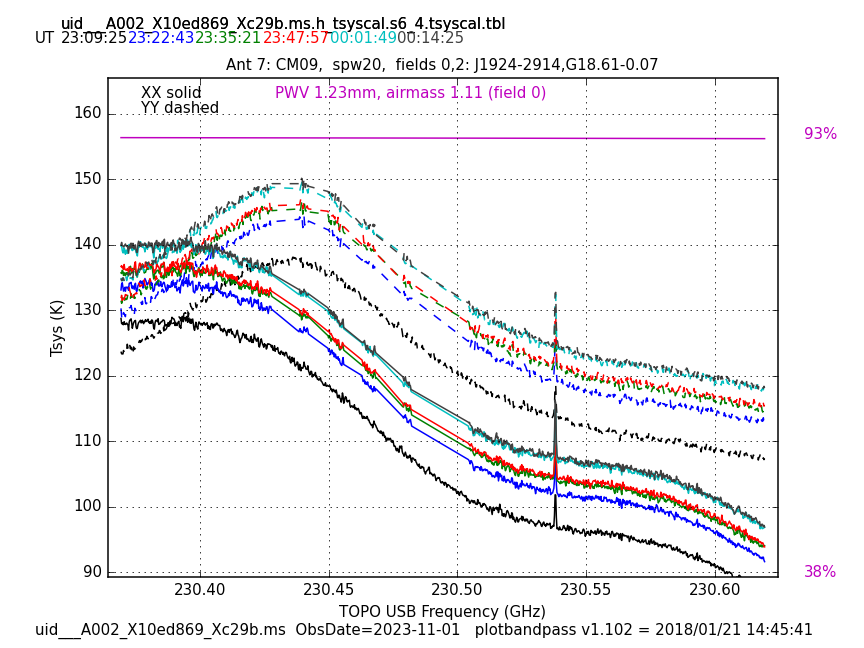 uid___A002_X10ed869_Xc29b.ms.h_tsyscal.s6_4.tsyscal.tbl
UT 23:09:25 23:22:43 23:35:21 23:47:57 00:01:49 00:14:25
Ant 7: CM09,  spw20,  fields 0,2: J1924-2914,G18.61-0.07
XX solid PWV 1.23mm, airmass 1.11 (field 0)
YY dashed
160
93%
150
140
130
120
110
100
90
38%
Tsys (K)
230.40 230.45 230.50 230.55 230.60
TOPO USB Frequency (GHz)
uid___A002_X10ed869_Xc29b.ms  ObsDate=2023-11-01   plotbandpass v1.102 = 2018/01/21 14:45:41